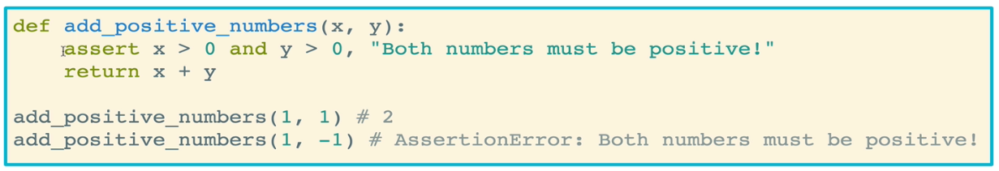 def add_positive_numbers(x, y):
    assert x > 0 and y > 0, "Both numbers must be positive!"
    return x + y

add_positive_numbers(1, 1) # 2
add_positive_numbers(1, -1) # AssertionError: Both numbers must be positive!